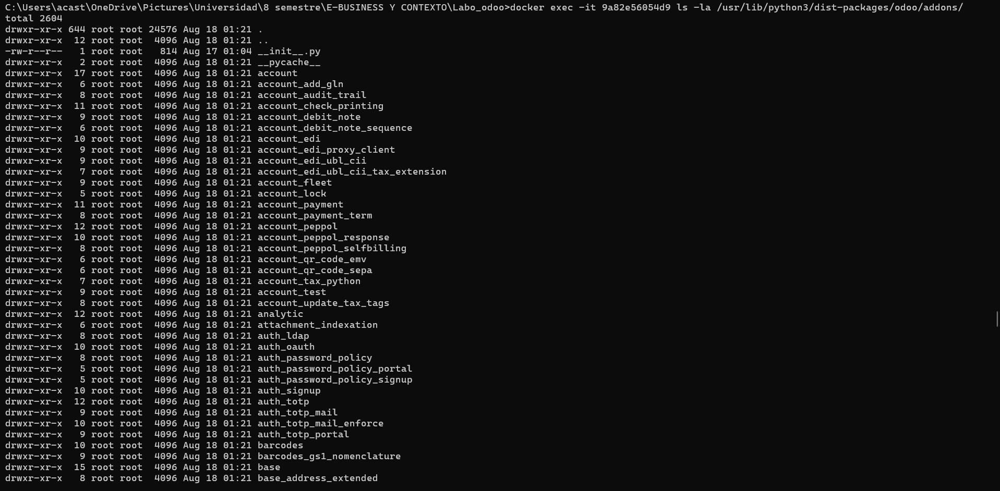 C:\Users\acast\OneDrive\Pictures\Universidad\8 semestre\E-BUSINESS Y CONTEXTO\Labo_odoo>docker exec -it 9a82e56054d9 ls -la /usr/lib/python3/dist-packages/odoo/addons/
total 2604
drwxr-xr-x 644 root root 24576 Aug 18 01:21 .
drwxr-xr-x  12 root root  4096 Aug 18 01:21 ..
-rw-r--r--   1 root root   814 Aug 17 01:04 __init__.py
drwxr-xr-x   2 root root  4096 Aug 18 01:21 __pycache__
drwxr-xr-x  17 root root  4096 Aug 18 01:21 account
drwxr-xr-x   6 root root  4096 Aug 18 01:21 account_add_gln
drwxr-xr-x   8 root root  4096 Aug 18 01:21 account_audit_trail
drwxr-xr-x  11 root root  4096 Aug 18 01:21 account_check_printing
drwxr-xr-x   9 root root  4096 Aug 18 01:21 account_debit_note
drwxr-xr-x   6 root root  4096 Aug 18 01:21 account_debit_note_sequence
drwxr-xr-x  10 root root  4096 Aug 18 01:21 account_edi
drwxr-xr-x   9 root root  4096 Aug 18 01:21 account_edi_proxy_client
drwxr-xr-x   9 root root  4096 Aug 18 01:21 account_edi_ubl_cii
drwxr-xr-x   7 root root  4096 Aug 18 01:21 account_edi_ubl_cii_tax_extension
drwxr-xr-x   9 root root  4096 Aug 18 01:21 account_fleet
drwxr-xr-x   5 root root  4096 Aug 18 01:21 account_lock
drwxr-xr-x  11 root root  4096 Aug 18 01:21 account_payment
drwxr-xr-x   8 root root  4096 Aug 18 01:21 account_payment_term
drwxr-xr-x  12 root root  4096 Aug 18 01:21 account_peppol
drwxr-xr-x  10 root root  4096 Aug 18 01:21 account_peppol_response
drwxr-xr-x   8 root root  4096 Aug 18 01:21 account_peppol_selfbilling
drwxr-xr-x   6 root root  4096 Aug 18 01:21 account_qr_code_emv
drwxr-xr-x   6 root root  4096 Aug 18 01:21 account_qr_code_sepa
drwxr-xr-x   7 root root  4096 Aug 18 01:21 account_tax_python
drwxr-xr-x   9 root root  4096 Aug 18 01:21 account_test
drwxr-xr-x   8 root root  4096 Aug 18 01:21 account_update_tax_tags
drwxr-xr-x  12 root root  4096 Aug 18 01:21 analytic
drwxr-xr-x   6 root root  4096 Aug 18 01:21 attachment_indexation
drwxr-xr-x   8 root root  4096 Aug 18 01:21 auth_ldap
drwxr-xr-x  10 root root  4096 Aug 18 01:21 auth_oauth
drwxr-xr-x   8 root root  4096 Aug 18 01:21 auth_password_policy
drwxr-xr-x   5 root root  4096 Aug 18 01:21 auth_password_policy_portal
drwxr-xr-x   5 root root  4096 Aug 18 01:21 auth_password_policy_signup
drwxr-xr-x  10 root root  4096 Aug 18 01:21 auth_signup
drwxr-xr-x  12 root root  4096 Aug 18 01:21 auth_totp
drwxr-xr-x   9 root root  4096 Aug 18 01:21 auth_totp_mail
drwxr-xr-x  10 root root  4096 Aug 18 01:21 auth_totp_mail_enforce
drwxr-xr-x   9 root root  4096 Aug 18 01:21 auth_totp_portal
drwxr-xr-x  10 root root  4096 Aug 18 01:21 barcodes
drwxr-xr-x   9 root root  4096 Aug 18 01:21 barcodes_gs1_nomenclature
drwxr-xr-x  15 root root  4096 Aug 18 01:21 base
drwxr-xr-x   8 root root  4096 Aug 18 01:21 base_address_extended